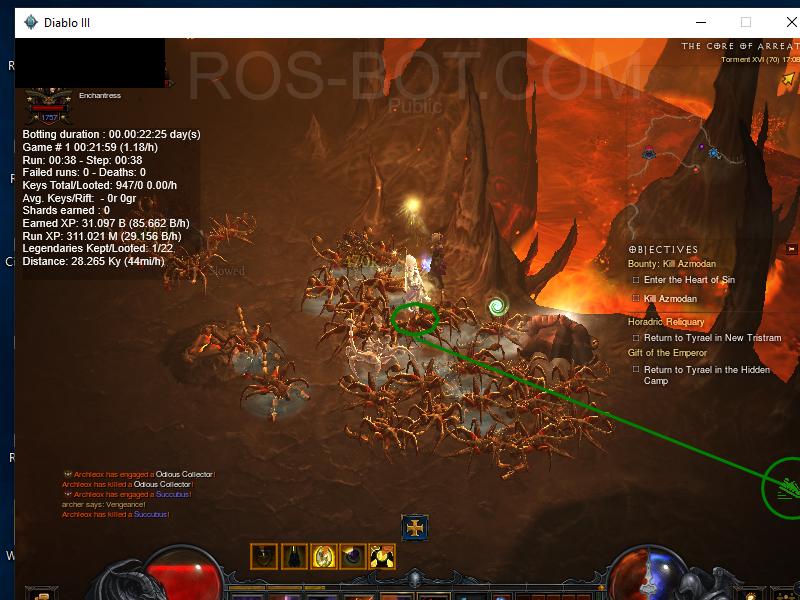 Diablo III
THE CORE OF ARREAT
Torment XVI (70) 17:08
ROS-BOT.COM
Public
Enchantress
1757
Botting duration : 00.00:22:25 day(s)
Game # 1 00:21:59 (1.18/h)
Run: 00:38 - Step: 00:38
Failed runs: 0 - Deaths: 0
Keys Total/Looted: 947/0 0.00/h
Avg. Keys/Rift: - 0r 0gr
Shards earned : 0
Earned XP: 31.097 B (85.662 B/h)
Run XP: 311.021 M (29.156 B/h)
Legendaries Kept/Looted: 1/22
Distance: 28.265 Ky (44mi/h)
Slowed
OBJECTIVES
Bounty: Kill Azmodan
Enter the Heart of Sin
Kill Azmodan
Horadric Reliquary
Return to Tyrael in New Tristram
Gift of the Emperor
Return to Tyrael in the Hidden
Camp
Archleox has engaged a Odious Collector!
Archleox has killed a Odious Collector!
Archleox has engaged a Succubus!
archer says: Vengeance!
Archleox has killed a Succubus!